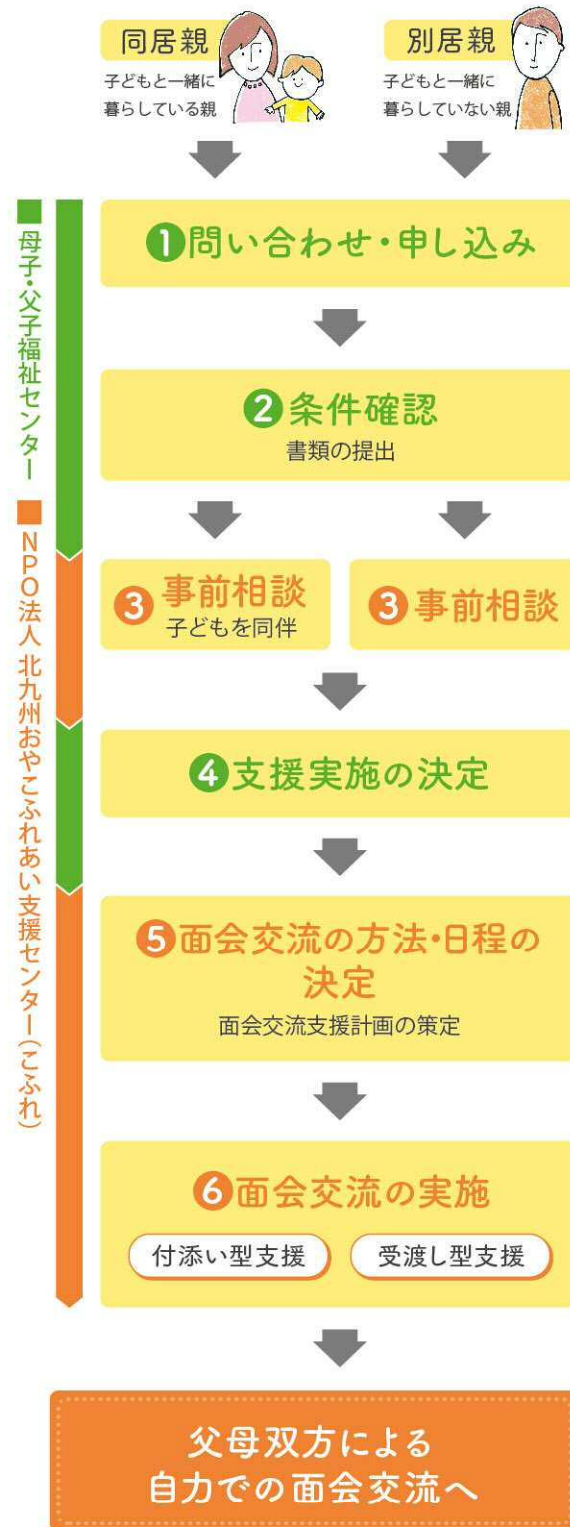 同居親
子どもと一緒に
暮らしている親
別居親
子どもと一緒に
暮らしていない親
■母子・父子福祉センター
■NPO法人 北九州おやこふれあい支援センター(こふれ)
❶問い合わせ・申し込み
❷条件確認
書類の提出
❸事前相談
子どもを同伴
❸事前相談
❹支援実施の決定
❺面会交流の方法・日程の
決定
面会交流支援計画の策定
❻面会交流の実施
付添い型支援
受渡し型支援
父母双方による
自力での面会交流へ